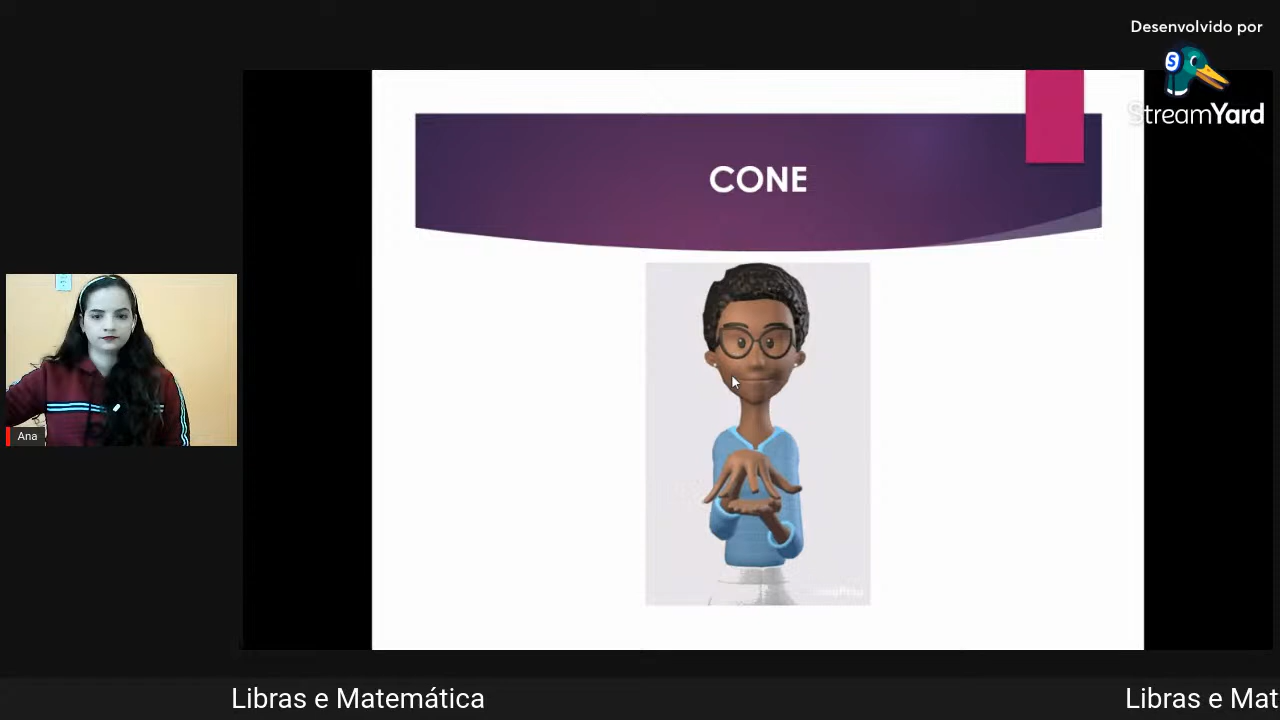 Desenvolvido por
StreamYard
CONE
Ana
Libras e Matemática
Libras e Mat